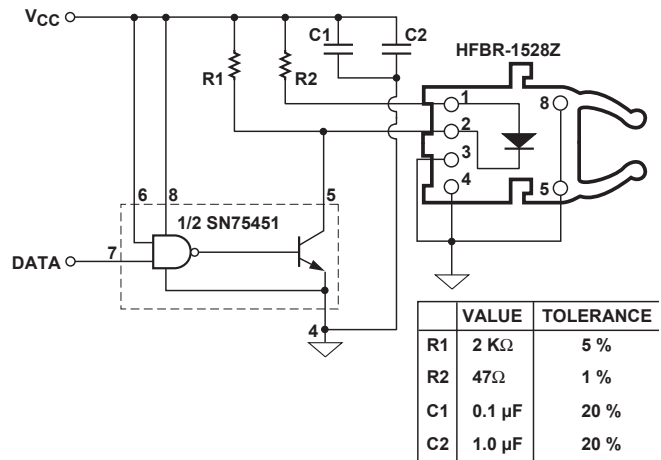 V_CC
C1
C2
HFBR-1528Z
R1
R2
1
8
2
3
4
5
6
8
5
1/2 SN75451
DATA
7
4
VALUE TOLERANCE
R1 2 KΩ 5 %
R2 47Ω 1 %
C1 0.1 µF 20 %
C2 1.0 µF 20 %